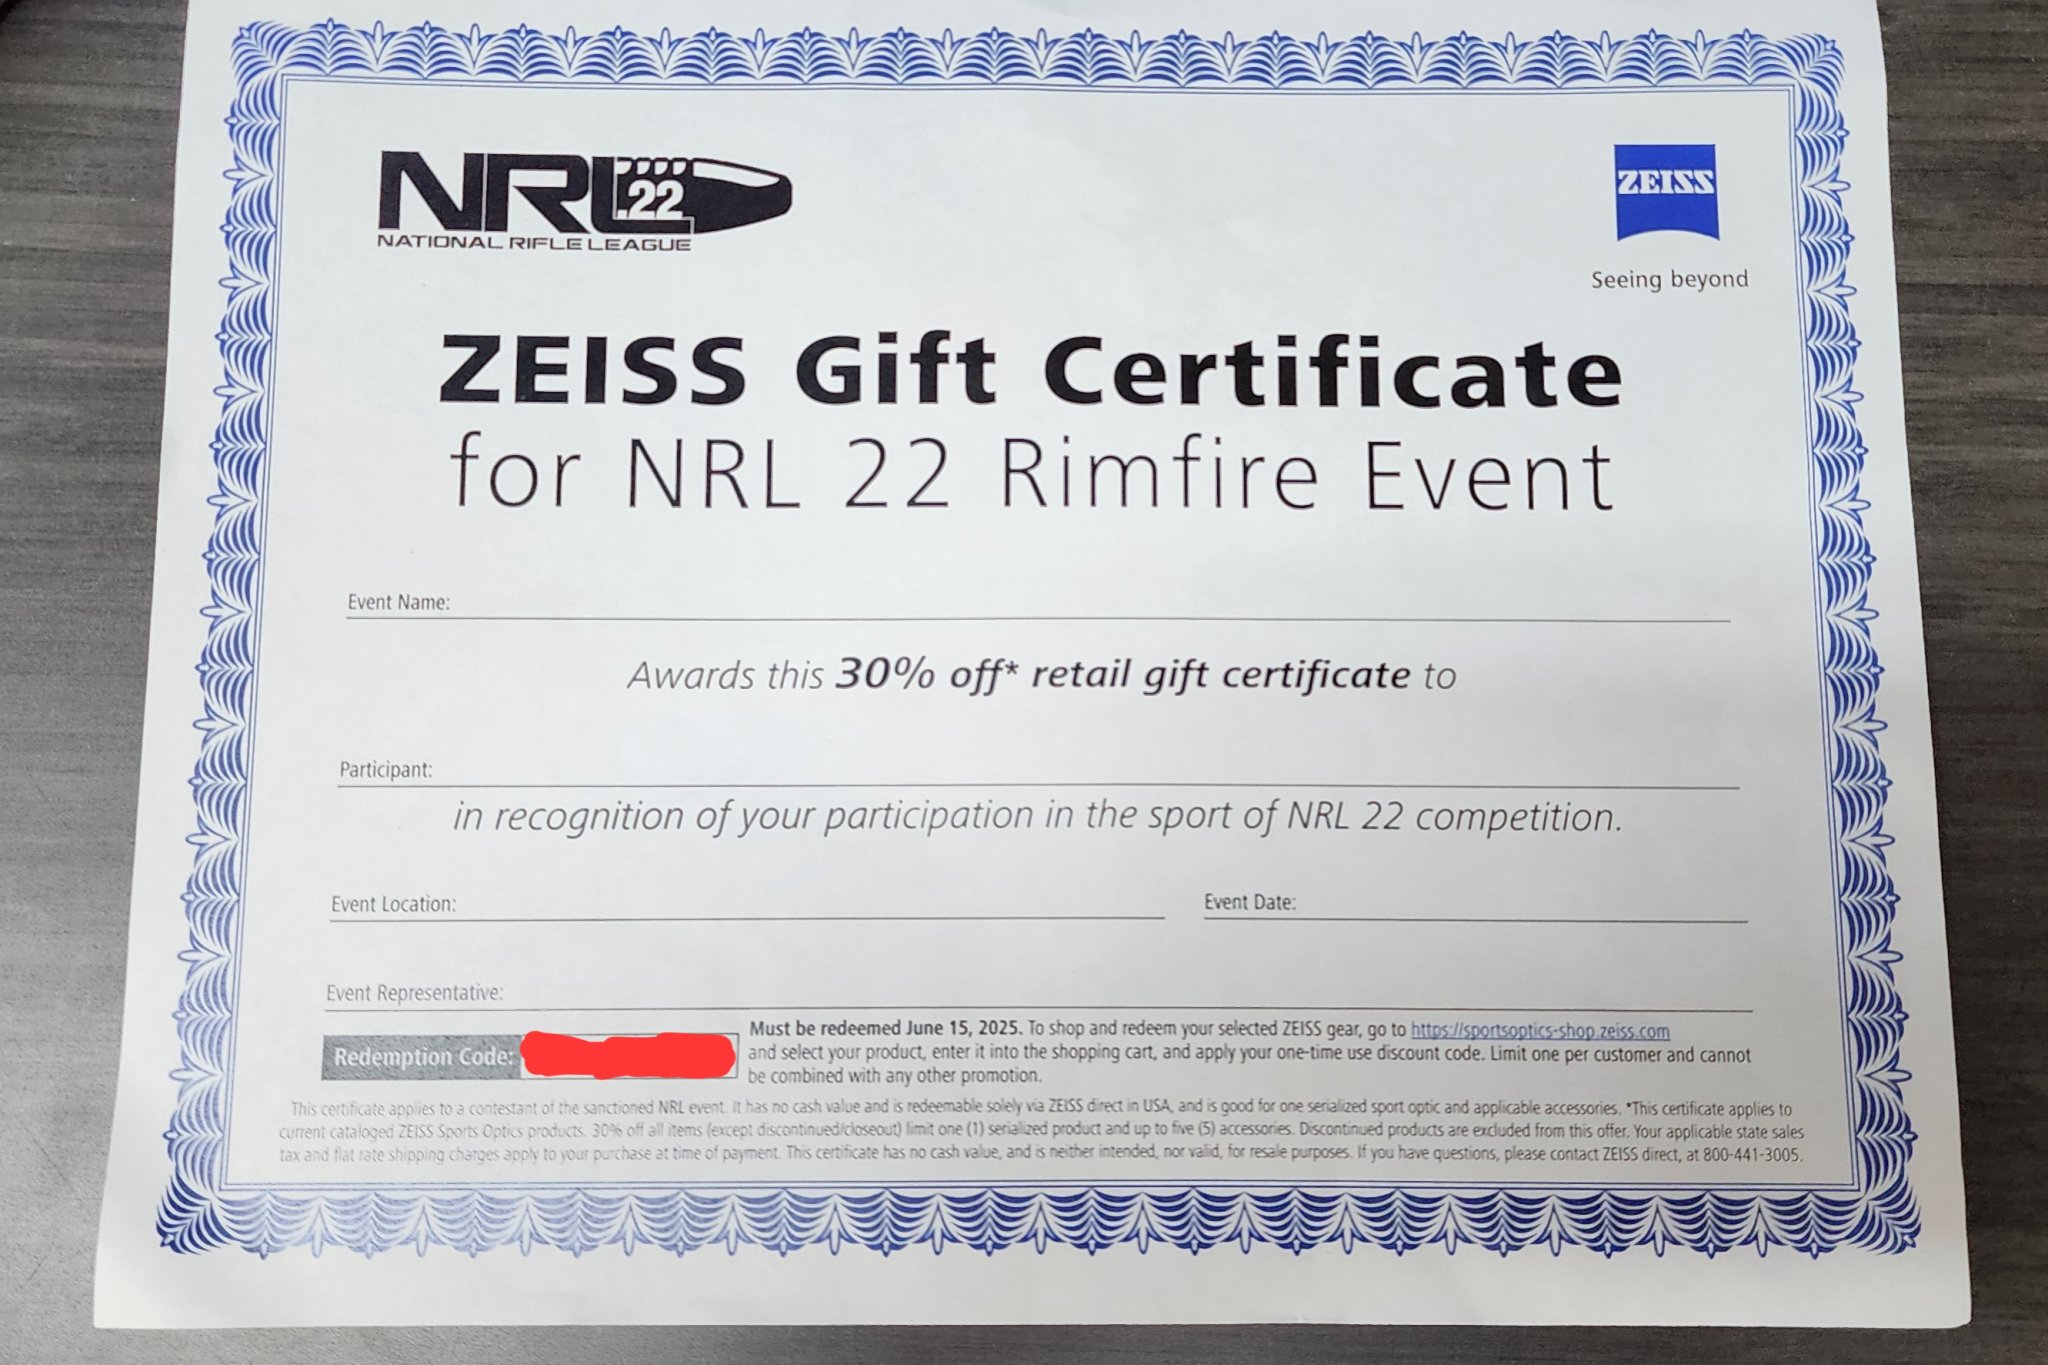 NRL .22
NATIONAL RIFLE LEAGUE
ZEISS
Seeing beyond
ZEISS Gift Certificate
for NRL 22 Rimfire Event
Event Name:
Awards this 30% off* retail gift certificate to
Participant:
in recognition of your participation in the sport of NRL 22 competition.
Event Location:
Event Date:
Event Representative:
Redemption Code:
Must be redeemed June 15, 2025. To shop and redeem your selected ZEISS gear, go to https://sportsoptics-shop.zeiss.com
and select your product, enter it into the shopping cart, and apply your one-time use discount code. Limit one per customer and cannot
be combined with any other promotion.
This certificate applies to a contestant of the sanctioned NRL event. It has no cash value and is redeemable solely via ZEISS direct in USA, and is good for one serialized sport optic and applicable accessories. *This certificate applies to
current cataloged ZEISS Sports Optics products. 30% off all items (except discontinued/closeout) limit one (1) serialized product and up to five (5) accessories. Discontinued products are excluded from this offer. Your applicable state sales
tax and flat rate shipping charges apply to your purchase at time of payment. This certificate has no cash value, and is neither intended, nor valid, for resale purposes. If you have questions, please contact ZEISS direct, at 800-441-3005.